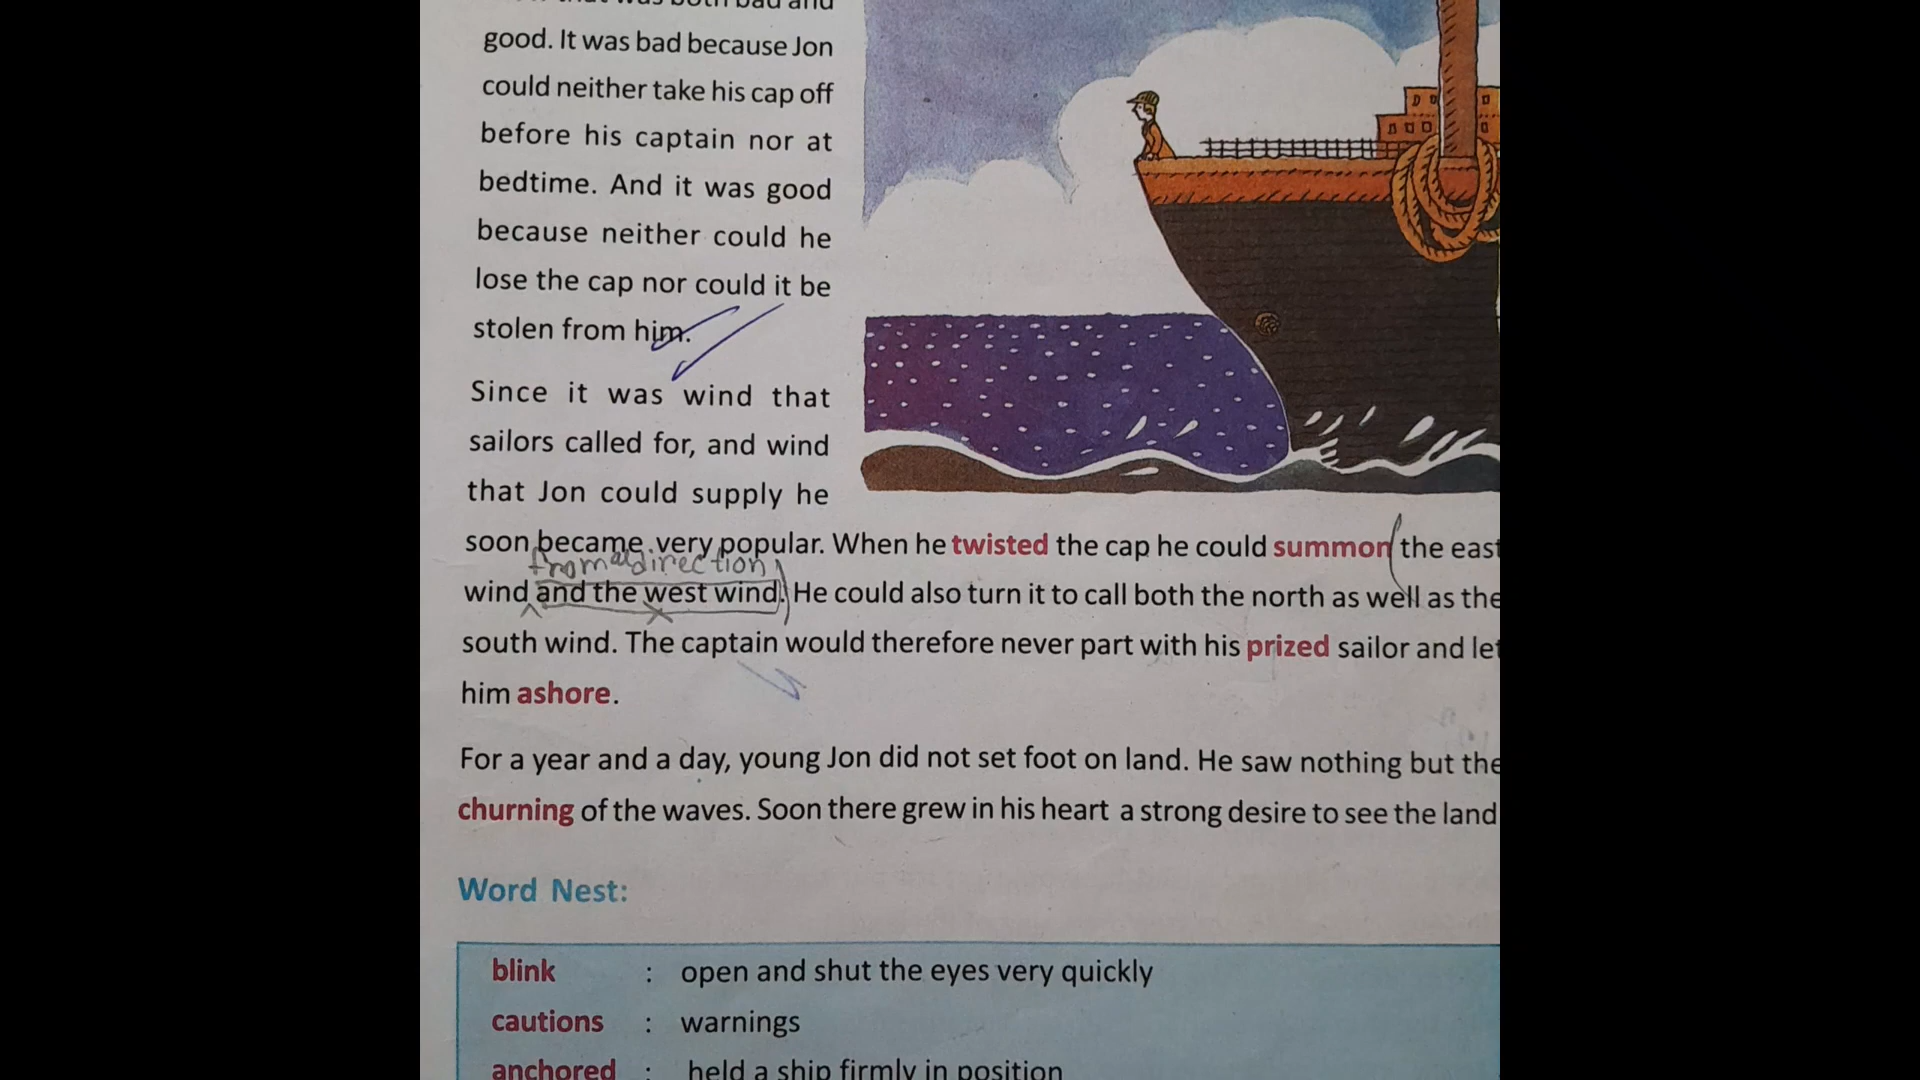 good. It was bad because Jon
could neither take his cap off
before his captain nor at
bedtime. And it was good
because neither could he
lose the cap nor could it be
stolen from him.
Since it was wind that
sailors called for, and wind
that Jon could supply he
soon became very popular. When he twisted the cap he could summon the east
from a direction
wind and the west wind. He could also turn it to call both the north as well as the
south wind. The captain would therefore never part with his prized sailor and let
him ashore.
For a year and a day, young Jon did not set foot on land. He saw nothing but the
churning of the waves. Soon there grew in his heart a strong desire to see the land
Word Nest:
blink : open and shut the eyes very quickly
cautions : warnings
anchored : held a ship firmly in position